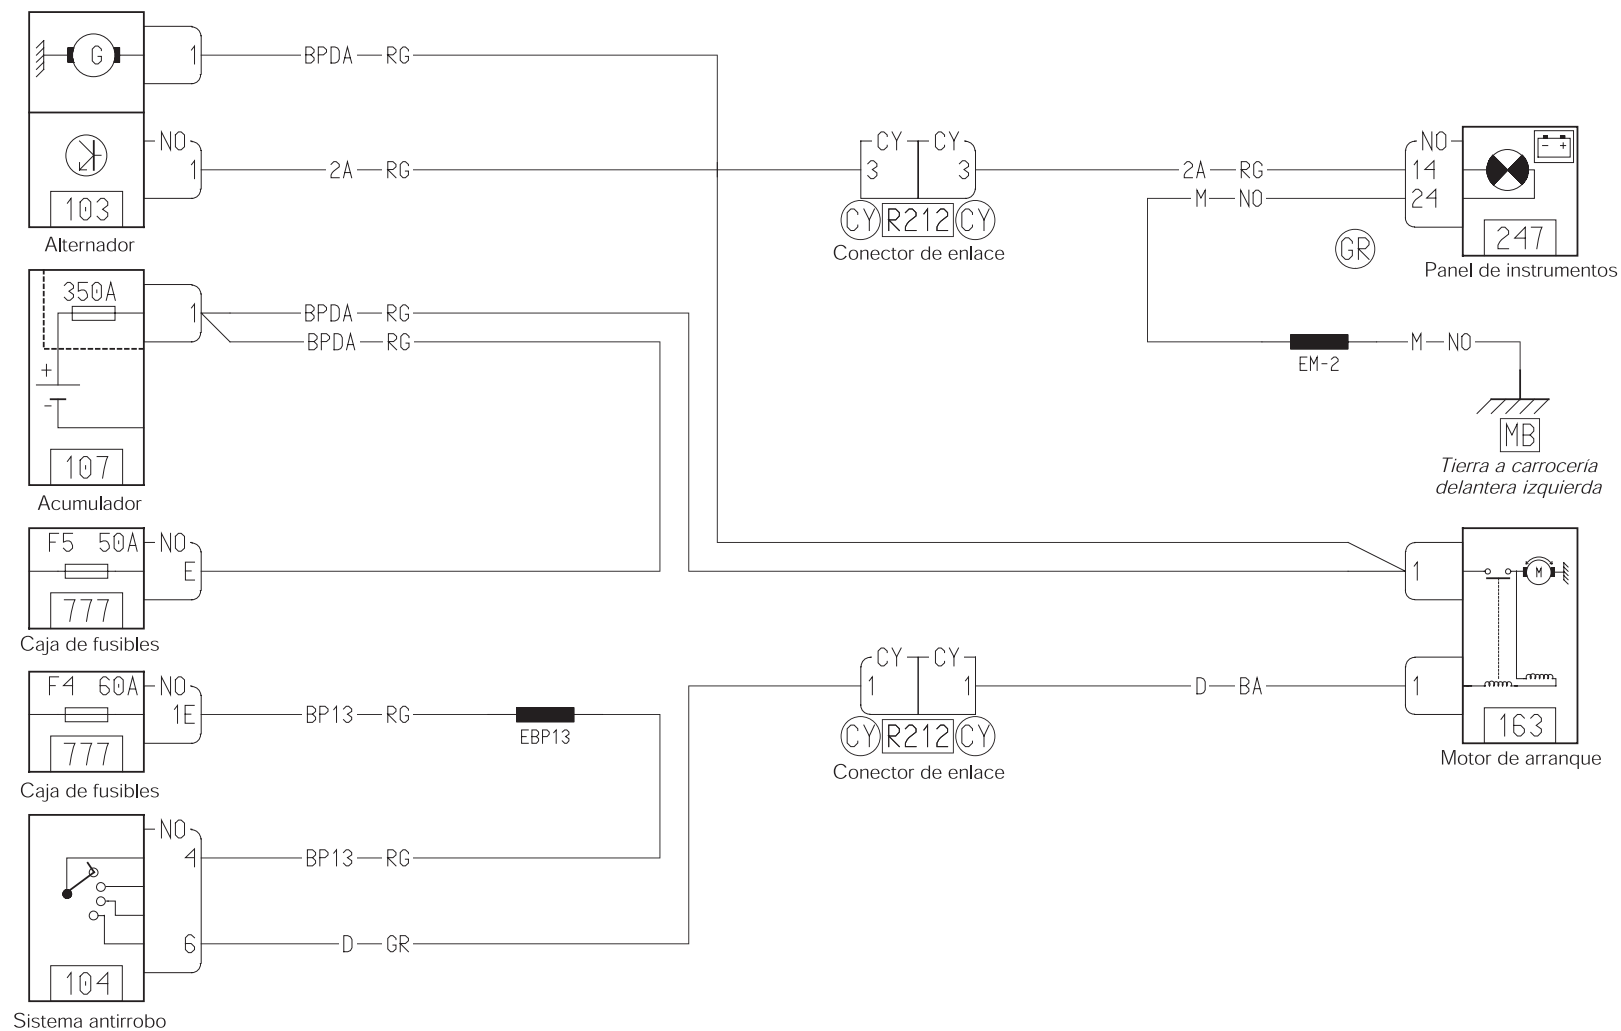 G
1
BPDA RG
NO
1
2A RG
103
Alternador
CY CY
3 3
CY R212 CY
Conector de enlace
2A RG
M NO
NO
14
24
- +
247
Panel de instrumentos
GR
EM-2
M NO
MB
Tierra a carrocería
delantera izquierda
350A
1
BPDA RG
BPDA RG
+
-
107
Acumulador
F5 50A NO
E
777
Caja de fusibles
1
M
F4 60A NO
1E
BP13 RG
EBP13
777
Caja de fusibles
CY CY
1 1
CY R212 CY
Conector de enlace
D BA
1
163
Motor de arranque
NO
4
BP13 RG
6
D GR
104
Sistema antirrobo